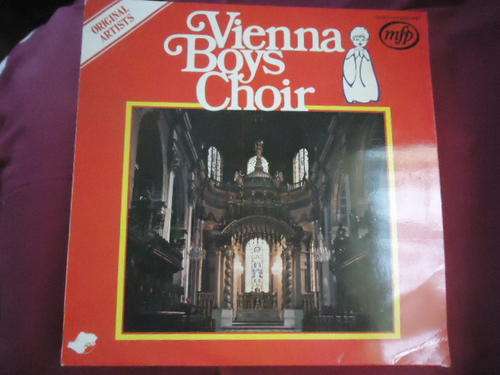 ORIGINAL
ARTISTS
Vienna
Boys
Choir
mfp